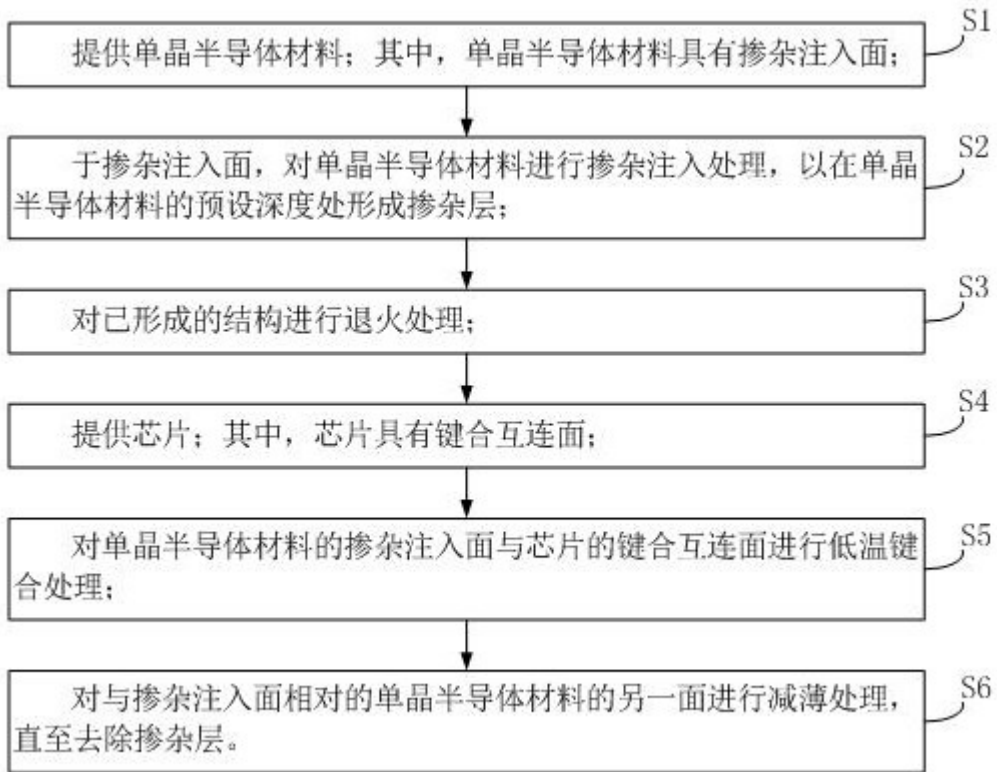 S1
提供单晶半导体材料；其中，单晶半导体材料具有掺杂注入面；
S2
于掺杂注入面，对单晶半导体材料进行掺杂注入处理，以在单晶
半导体材料的预设深度处形成掺杂层；
S3
对已形成的结构进行退火处理；
S4
提供芯片；其中，芯片具有键合互连面；
S5
对单晶半导体材料的掺杂注入面与芯片的键合互连面进行低温键
合处理；
S6
对与掺杂注入面相对的单晶半导体材料的另一面进行减薄处理，
直至去除掺杂层。